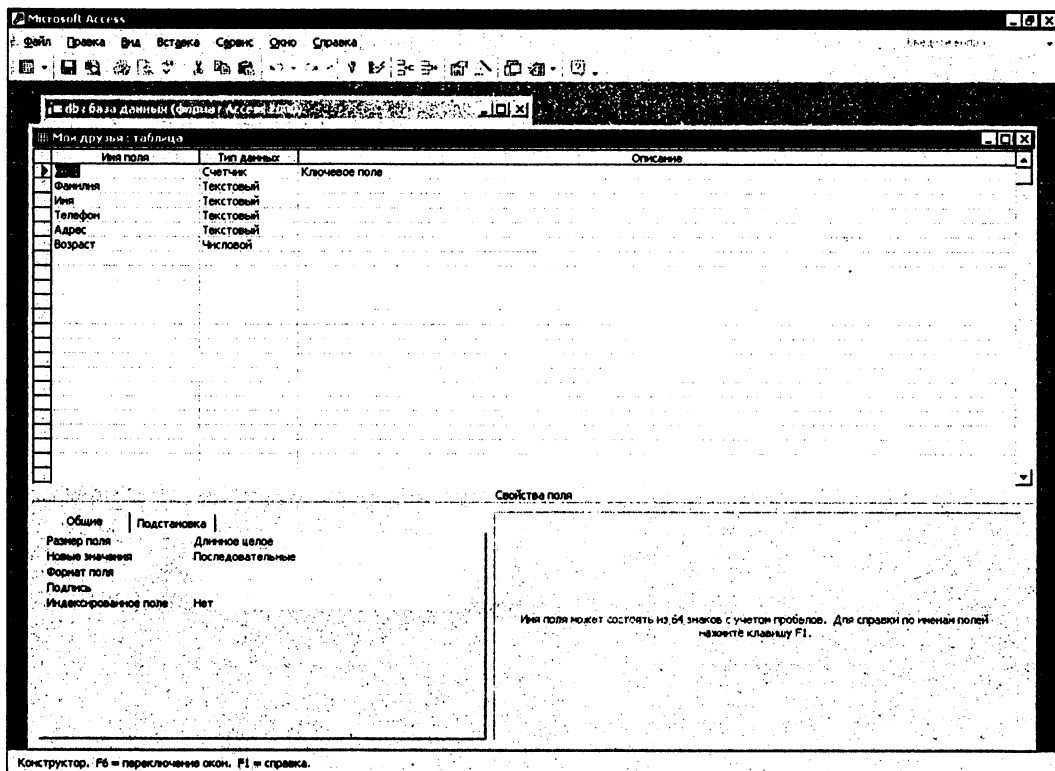 Microsoft Access
Файл Правка Вид Вставка Сервис Окно Справка
db : база данных (формат Access
Мои друзья : таблица
Имя поля Тип данных Описание
Счетчик Ключевое поле
Фамилия Текстовый
Имя Текстовый
Телефон Текстовый
Адрес Текстовый
Возраст Числовой
Свойства поля
Общие Подстановка
Размер поля Длинное целое
Новые значения Последовательные
Формат поля
Подпись
Индексированное поле Нет
Имя поля может состоять из 64 знаков с учетом пробелов. Для справки по именам полей
нажмите клавишу F1.
Конструктор. F6 = переключение окон. F1 = справка.